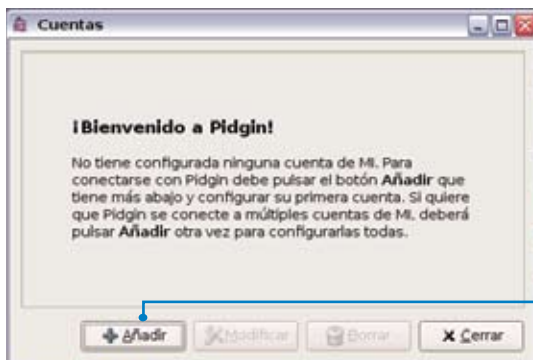 Cuentas
¡Bienvenido a Pidgin!
No tiene configurada ninguna cuenta de MI. Para
conectarse con Pidgin debe pulsar el botón Añadir que
tiene más abajo y configurar su primera cuenta. Si quiere
que Pidgin se conecte a múltiples cuentas de MI, deberá
pulsar Añadir otra vez para configurarlas todas.
Añadir Modificar Borrar Cerrar